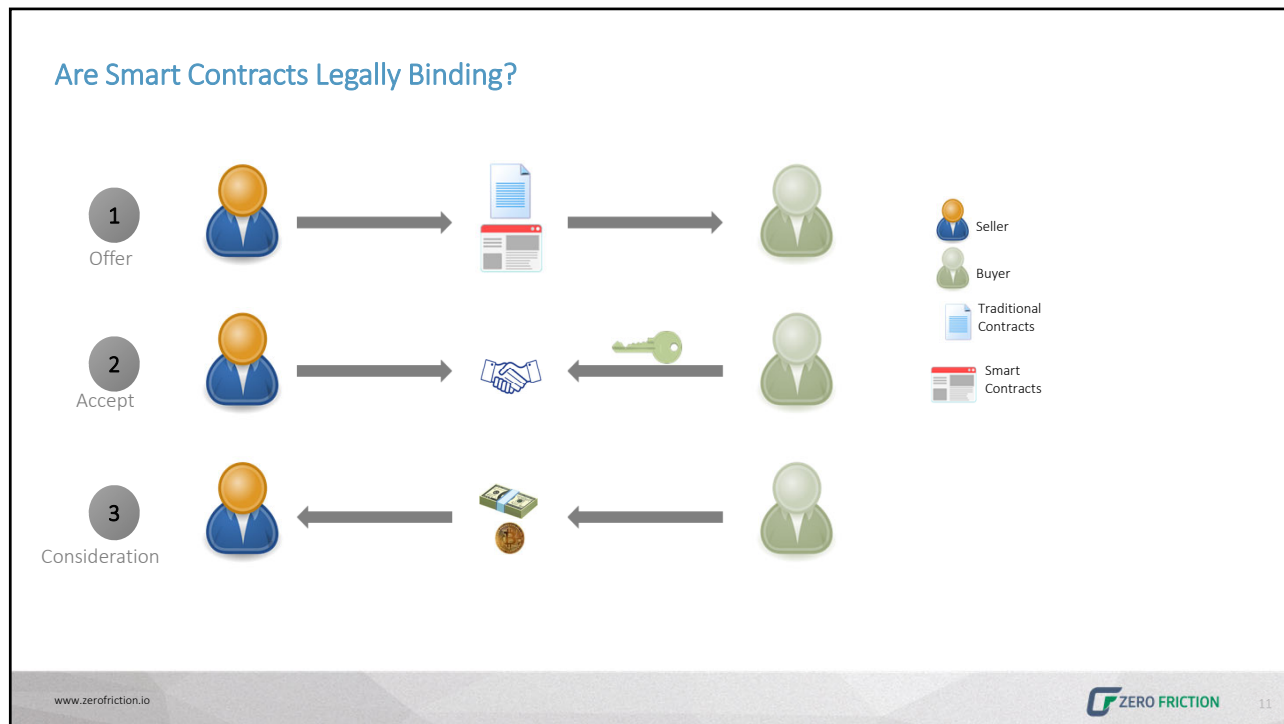 Are Smart Contracts Legally Binding?
1
Offer
Seller
Buyer
Traditional
Contracts
2
Accept
Smart
Contracts
3
Consideration
www.zerofriction.io
ZERO FRICTION
11